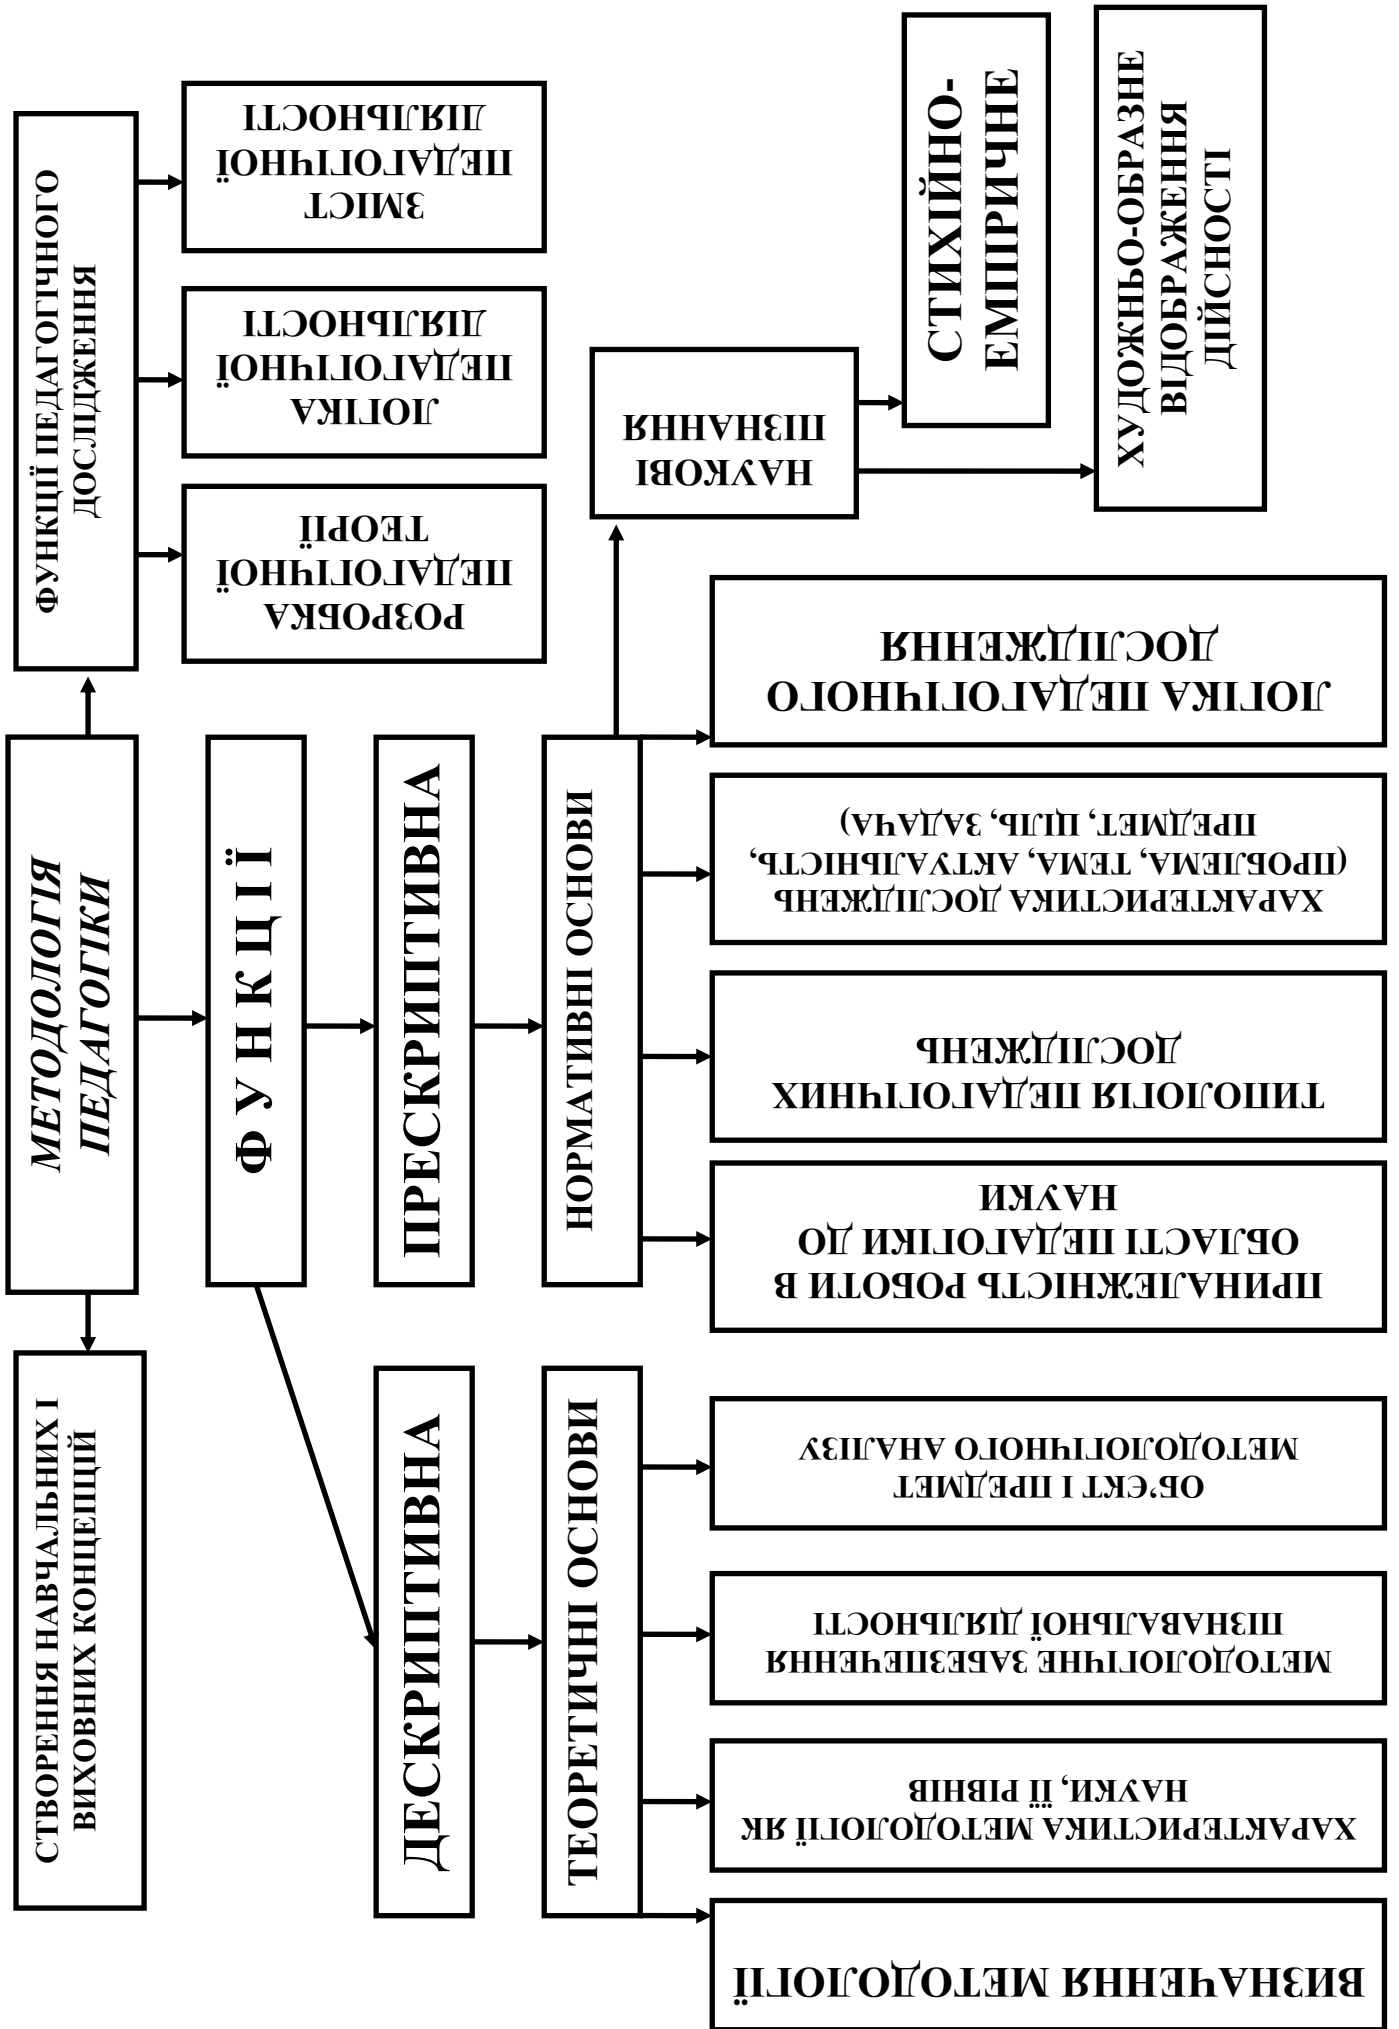 МЕТОДОЛОГІЯ
ПЕДАГОГІКИ
СТВОРЕННЯ НАВЧАЛЬНИХ І
ВИХОВНИХ КОНЦЕПЦІЙ
ФУНКЦІЇ ПЕДАГОГІЧНОГО
ДОСЛІДЖЕННЯ
РОЗРОБКА
ПЕДАГОГІЧНОЇ
ТЕОРІЇ
ЛОГІКА
ПЕДАГОГІЧНОЇ
ДІЯЛЬНОСТІ
ЗМІСТ
ПЕДАГОГІЧНОЇ
ДІЯЛЬНОСТІ
Ф У Н К Ц І Ї
ДЕСКРИПТИВНА
ПРЕСКРИПТИВНА
ТЕОРЕТИЧНІ ОСНОВИ
НОРМАТИВНІ ОСНОВИ
НАУКОВІ
ПІЗНАННЯ
СТИХІЙНО-
ЕМПІРИЧНЕ
ХУДОЖНЬО-ОБРАЗНЕ
ВІДОБРАЖЕННЯ
ДІЙСНОСТІ
ВИЗНАЧЕННЯ МЕТОДОЛОГІЇ
ХАРАКТЕРИСТИКА МЕТОДОЛОГІЇ ЯК
НАУКИ, ЇЇ РІВНІВ
МЕТОДОЛОГІЧНЕ ЗАБЕЗПЕЧЕННЯ
ПІЗНАВАЛЬНОЇ ДІЯЛЬНОСТІ
ОБ’ЄКТ І ПРЕДМЕТ
МЕТОДОЛОГІЧНОГО АНАЛІЗУ
ПРИНАЛЕЖНІСТЬ РОБОТИ В
ОБЛАСТІ ПЕДАГОГІКИ ДО
НАУКИ
ТИПОЛОГІЯ ПЕДАГОГІЧНИХ
ДОСЛІДЖЕНЬ
ХАРАКТЕРИСТИКА ДОСЛІДЖЕНЬ
(ПРОБЛЕМА, ТЕМА, АКТУАЛЬНІСТЬ,
ПРЕДМЕТ, ЦІЛЬ, ЗАДАЧА)
ЛОГІКА ПЕДАГОГІЧНОГО
ДОСЛІДЖЕННЯ